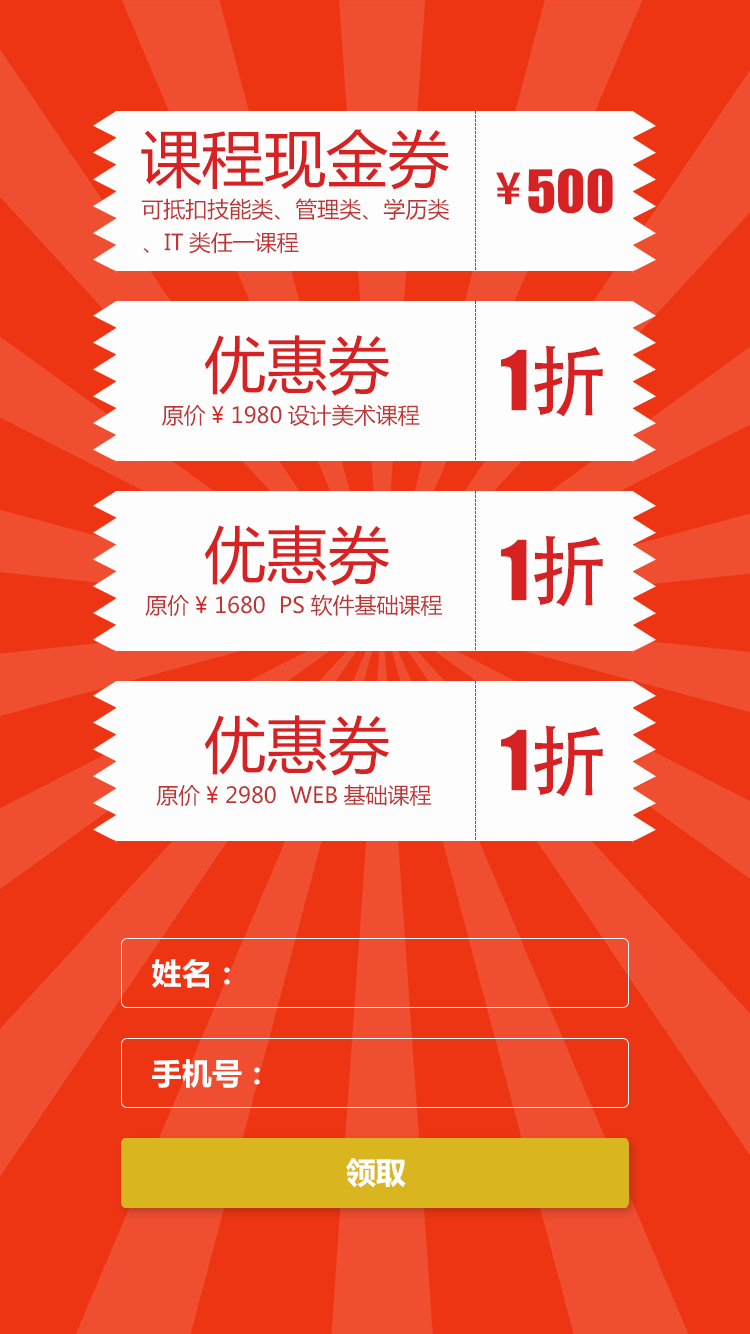 课程现金券
可抵扣技能类、管理类、学历类
、IT 类任一课程
¥500
优惠券
原价 ¥ 1980 设计美术课程
1折
优惠券
原价 ¥ 1680 PS 软件基础课程
1折
优惠券
原价 ¥ 2980 WEB 基础课程
1折
姓名：
手机号：
领取